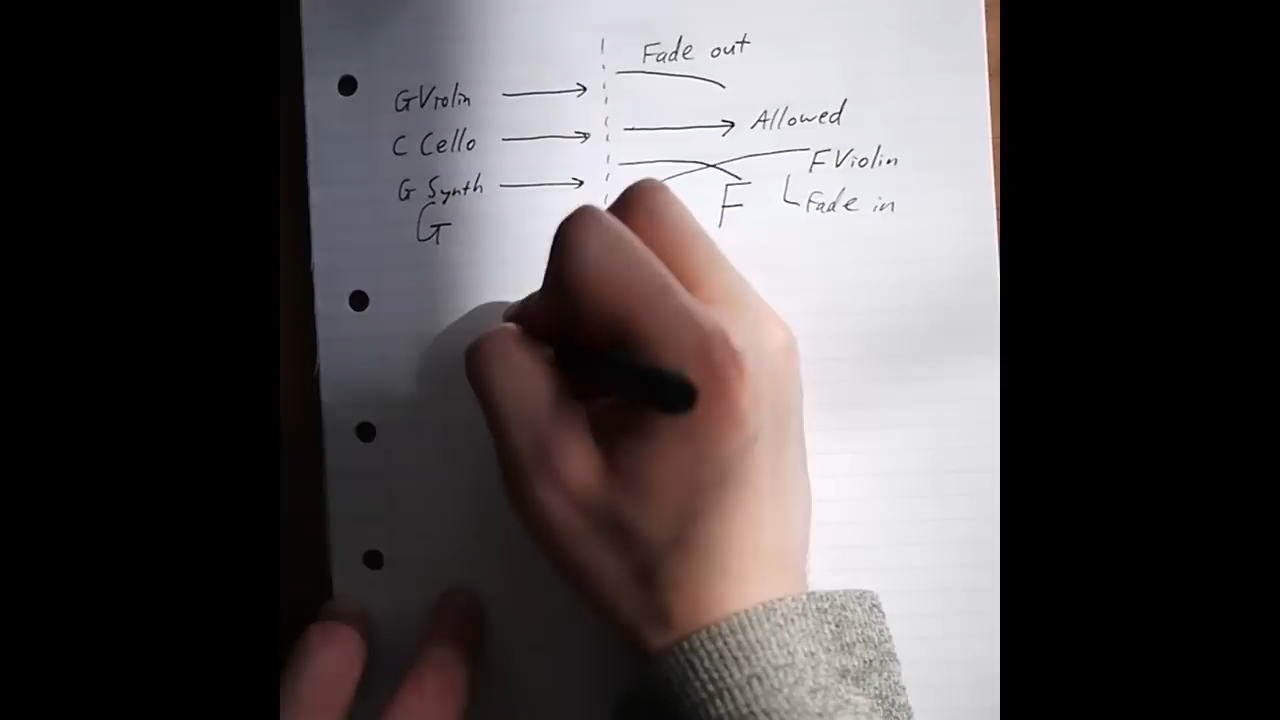 Fade out
G Violin
C Cello Allowed
F Violin
G Synth
G F Fade in